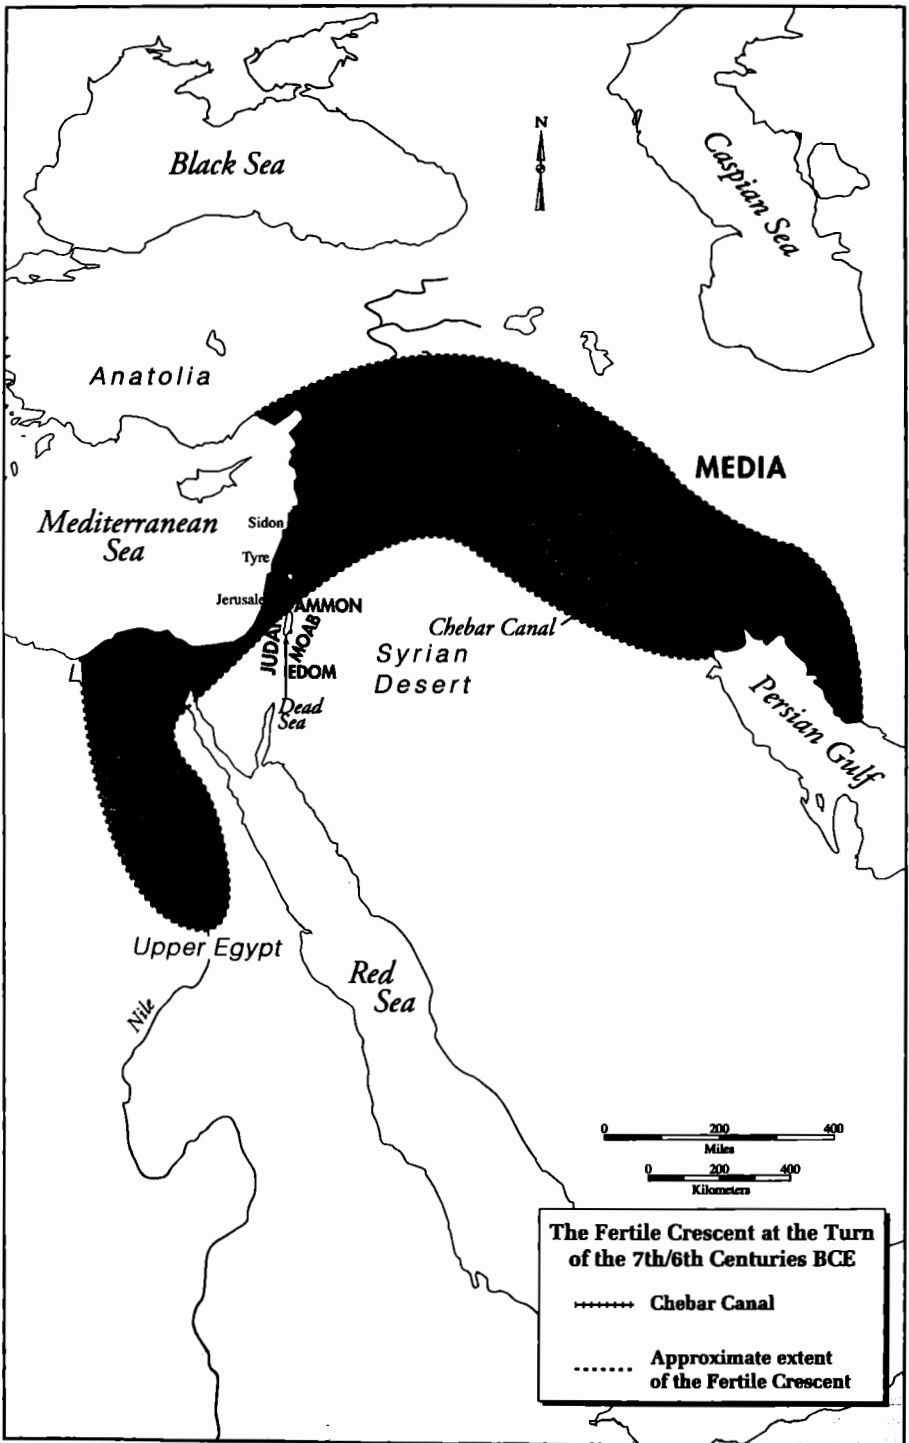 N
Black Sea
Caspian Sea
Anatolia
MEDIA
Mediterranean
Sea
Sidon
Tyre
Jerusale
AMMON
MOAB
JUDA
EDOM
Chebar Canal
Syrian
Desert
Dead
Sea
Persian Gulf
Upper Egypt
Nile
Red
Sea
0 200 400
Miles
0 200 400
Kilometers
The Fertile Crescent at the Turn
of the 7th/6th Centuries BCE
Chebar Canal
Approximate extent
of the Fertile Crescent